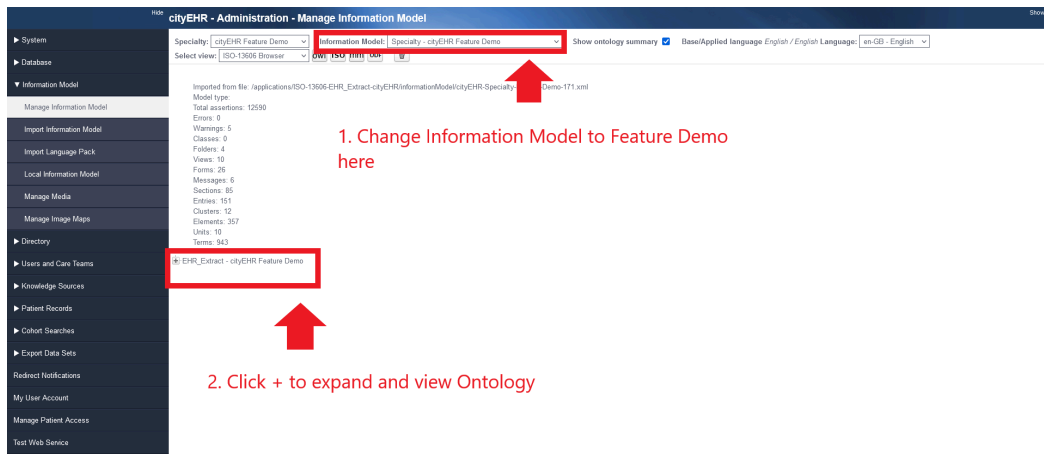 Hide
cityEHR - Administration - Manage Information Model
Show
▶ System
▶ Database
▼ Information Model
Manage Information Model
Import Information Model
Import Language Pack
Local Information Model
Manage Media
Manage Image Maps
▶ Directory
▶ Users and Care Teams
▶ Knowledge Sources
▶ Patient Records
▶ Cohort Searches
▶ Export Data Sets
Redirect Notifications
My User Account
Manage Patient Access
Test Web Service
Specialty: cityEHR Feature Demo Information Model: Specialty - cityEHR Feature Demo Show ontology summary Base/Applied language English / English Language: en-GB - English
Select view: ISO-13606 Browser
Imported from file: /applications/ISO-13606-EHR_Extract-cityEHR/informationModel/cityEHR-Specialty- -Demo-171.xml
Model type:
Total assertions: 12590
Errors: 0
Warnings: 5
Classes: 0
Folders: 4
Views: 10
Forms: 26
Messages: 6
Sections: 85
Entries: 151
Clusters: 12
Elements: 357
Units: 10
Terms: 943
EHR_Extract - cityEHR Feature Demo
1. Change Information Model to Feature Demo
here
2. Click + to expand and view Ontology